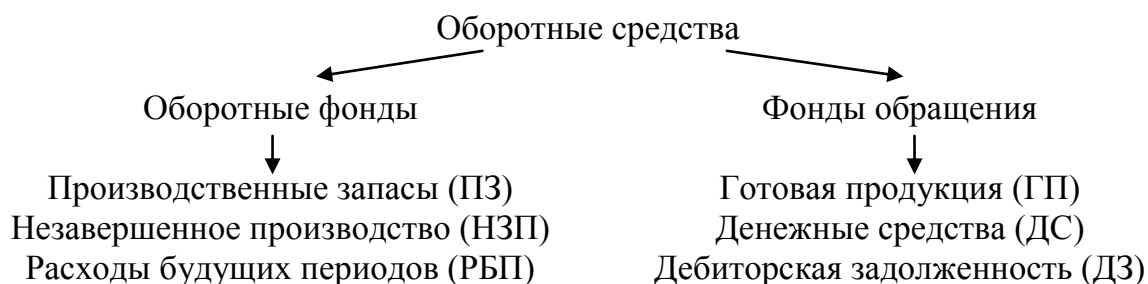 Оборотные средства
Оборотные фонды
Фонды обращения
Производственные запасы (ПЗ)
Незавершенное производство (НЗП)
Расходы будущих периодов (РБП)
Готовая продукция (ГП)
Денежные средства (ДС)
Дебиторская задолженность (ДЗ)